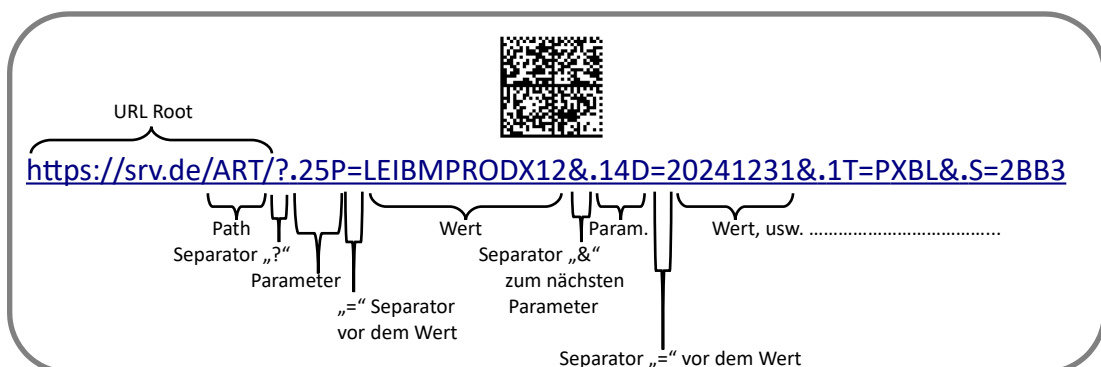 URL Root
https://srv.de/ART/?.25P=LEIBMPRODX12&.14D=20241231&.1T=PXBL&.S=2BB3
Path Wert Param. Wert, usw. ………………………………...
Separator „?“ Separator „&“
Parameter zum nächsten
„=“ Separator Parameter
vor dem Wert
Separator „=“ vor dem Wert